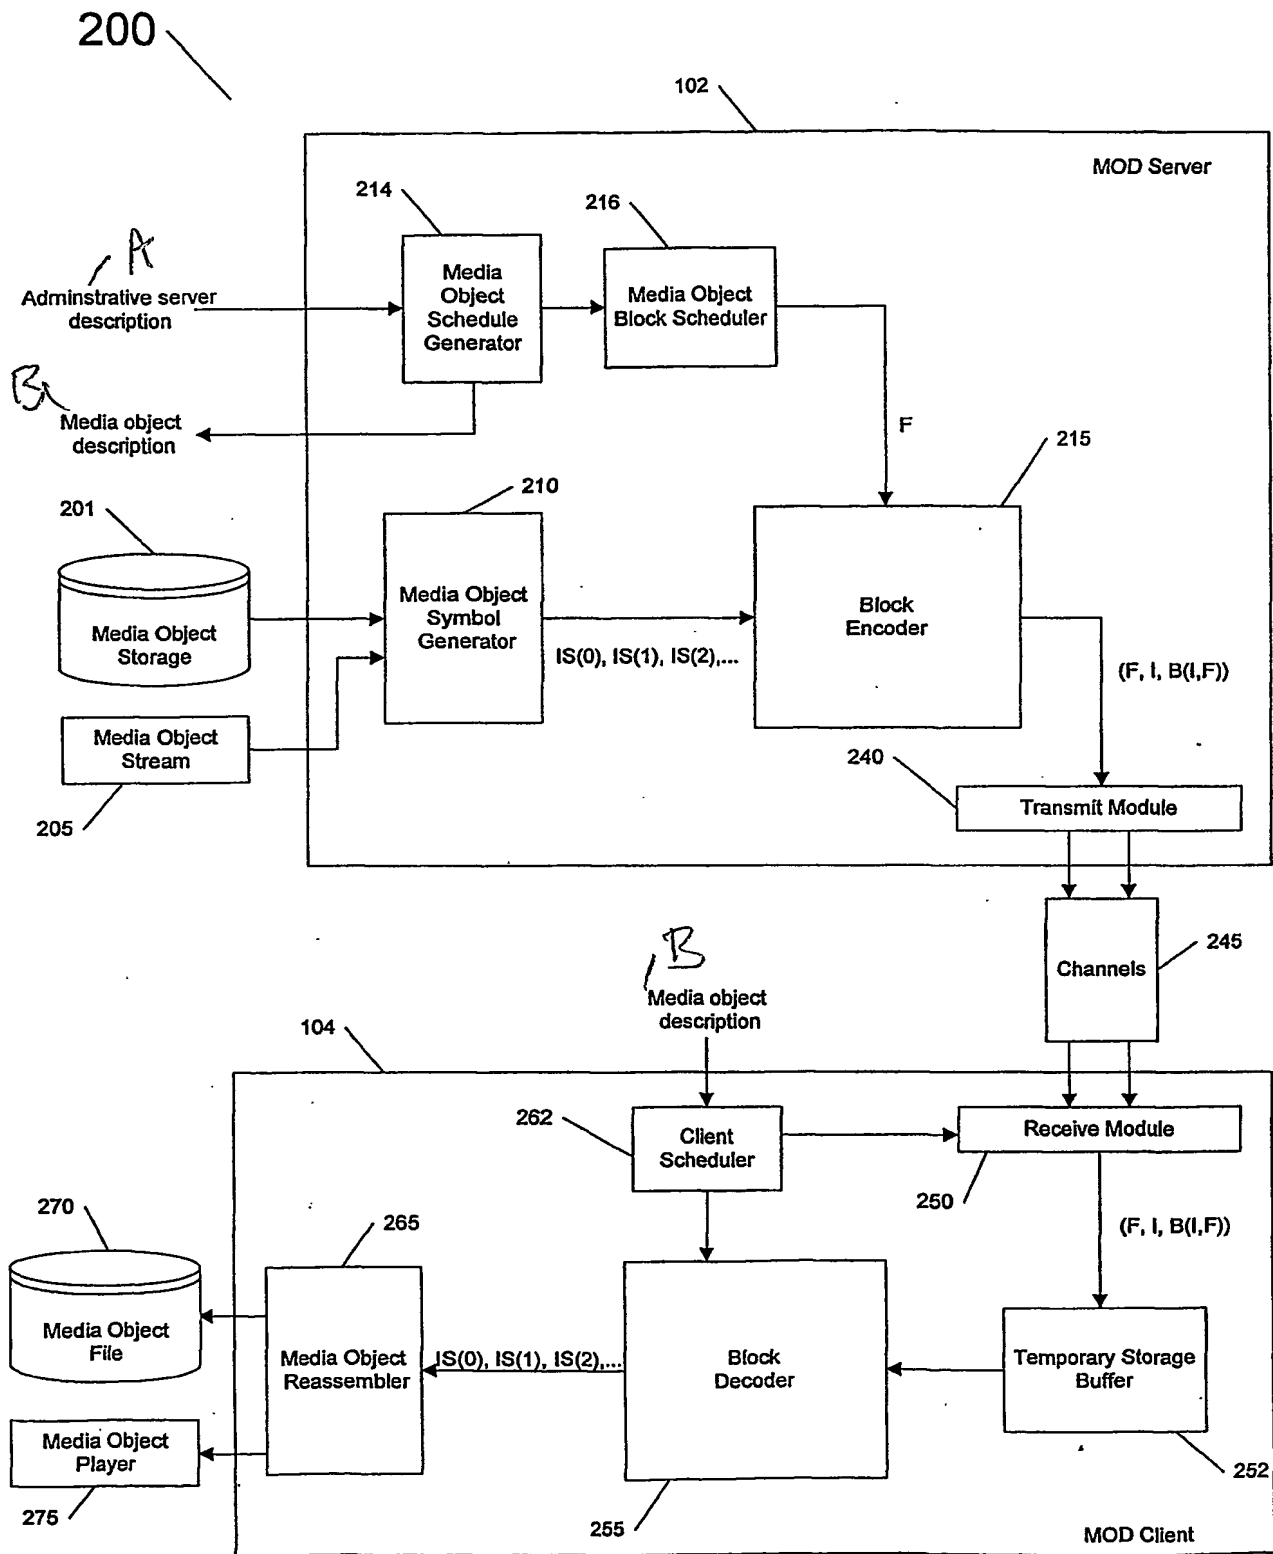 200
102
MOD Server
214
216
A
Adminstrative server
description
Media
Object
Schedule
Generator
Media Object
Block Scheduler
B
Media object
description
F
215
201
210
Media Object
Storage
Media Object
Symbol
Generator
IS(0), IS(1), IS(2),...
Block
Encoder
(F, I, B(I,F))
Media Object
Stream
205
240
Transmit Module
Channels
245
B
Media object
description
104
262
Client
Scheduler
Receive Module
250
(F, I, B(I,F))
270
265
Media Object
File
Media Object
Reassembler
IS(0), IS(1), IS(2),...
Block
Decoder
Temporary Storage
Buffer
Media Object
Player
275
255
252
MOD Client